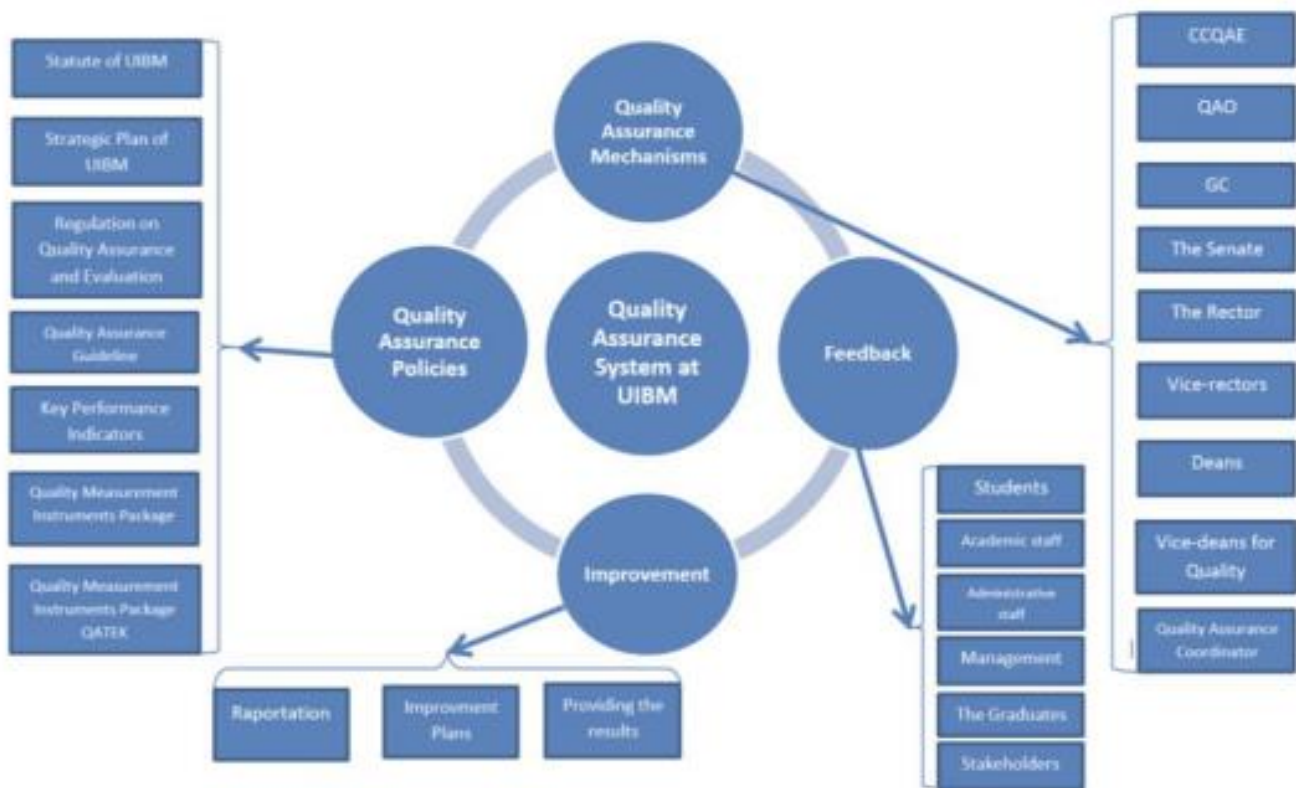 Statute of UIBM
Strategic Plan of
UIBM
Regulation on
Quality Assurance
and Evaluation
Quality Assurance
Guideline
Key Performance
Indicators
Quality Measurement
Instruments Package
Quality Measurement
Instruments Package
QATEK
Quality
Assurance
Mechanisms
Quality
Assurance
Policies
Quality
Assurance
System at
UIBM
Feedback
Improvement
Raportation
Improvment
Plans
Providing the
results
Students
Academic staff
Administrative
staff
Management
The Graduates
Stakeholders
CCQAE
QAO
GC
The Senate
The Rector
Vice-rectors
Deans
Vice-deans for
Quality
Quality Assurance
Coordinator